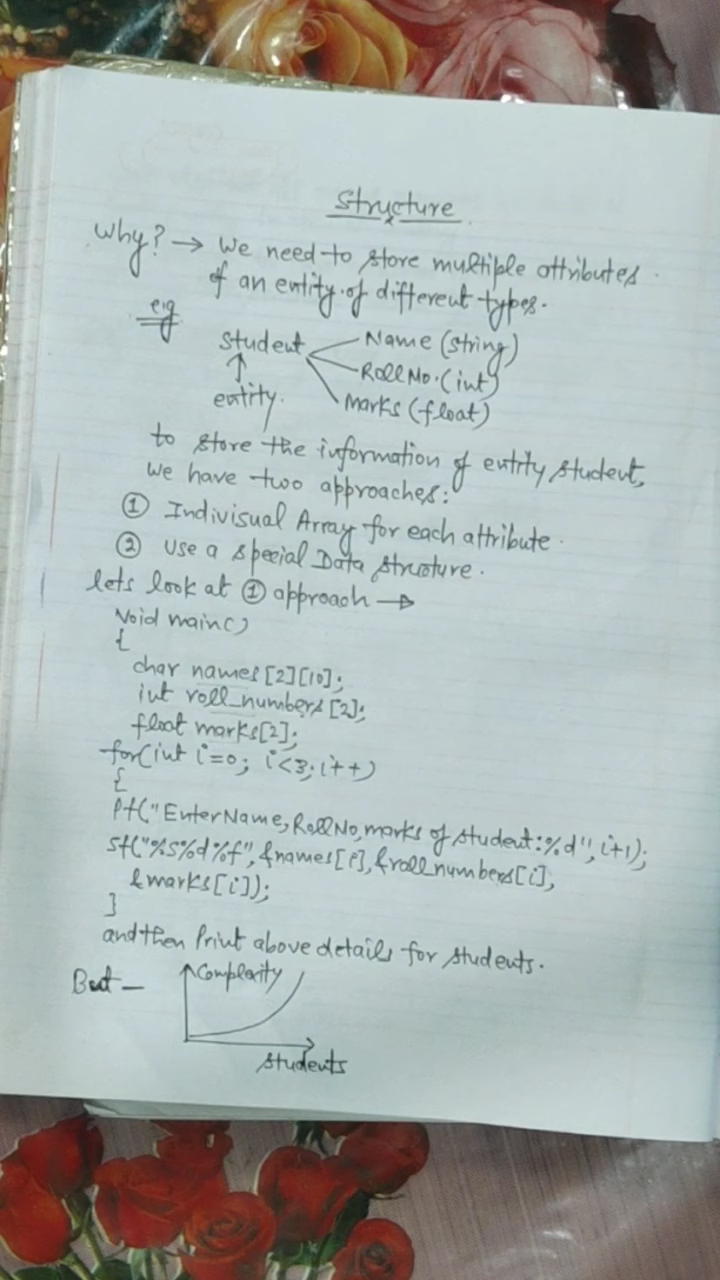 Structure
Why? → We need to store multiple attributes
of an entity of different types.
eig
Student
Name (string)
Roll No. (int)
Marks (float)
↑
entity.
to store the information of entity student,
we have two approaches:
① Indivisual Array for each attribute.
② Use a special Data Structure.
lets look at ① approach →
Void main()
{
char names[2][10];
int roll_numbers[2];
float marks[2];
for(int i=0; i<3; i++)
{
Pf("Enter Name, Roll No, marks of student:%d", i+1);
Sf("%s%d%f", &names[i], &roll_numbers[i],
&marks[i]);
}
and then Print above details for students.
But —
Complexity
Students